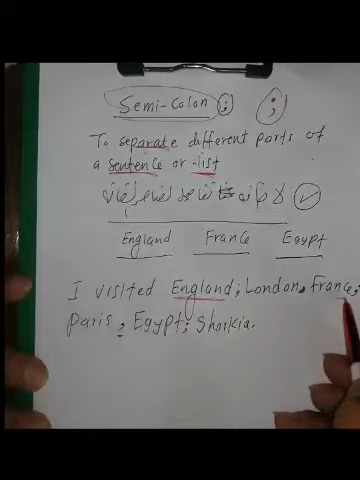 Semi-Colon ;
;
To separate different parts of
a sentence or list
England France Egypt
I visited England; London, France;
Paris, Egypt; Sharkia.